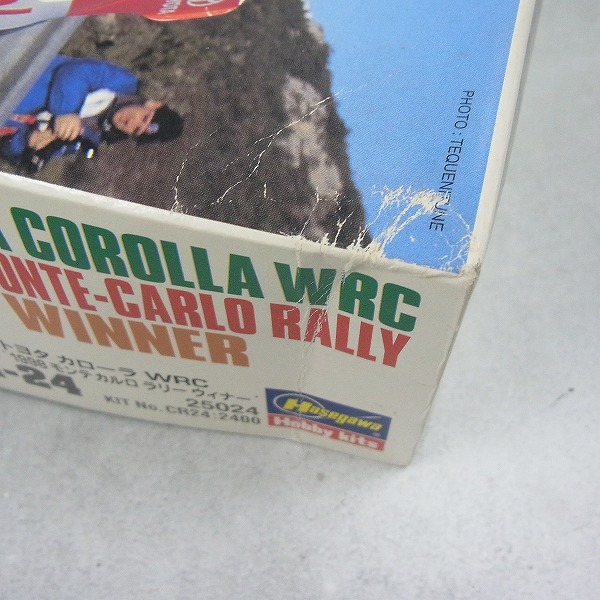 TOYOTA
PHOTO : TEQUENITUNE
A COROLLA WRC
ONTE-CARLO RALLY
WINNER
トヨタ カローラ WRC
1998 モンテカルロ ラリー ウィナー
-24
25024
KIT No.CR24:2400
Hasegawa
Hobby kits